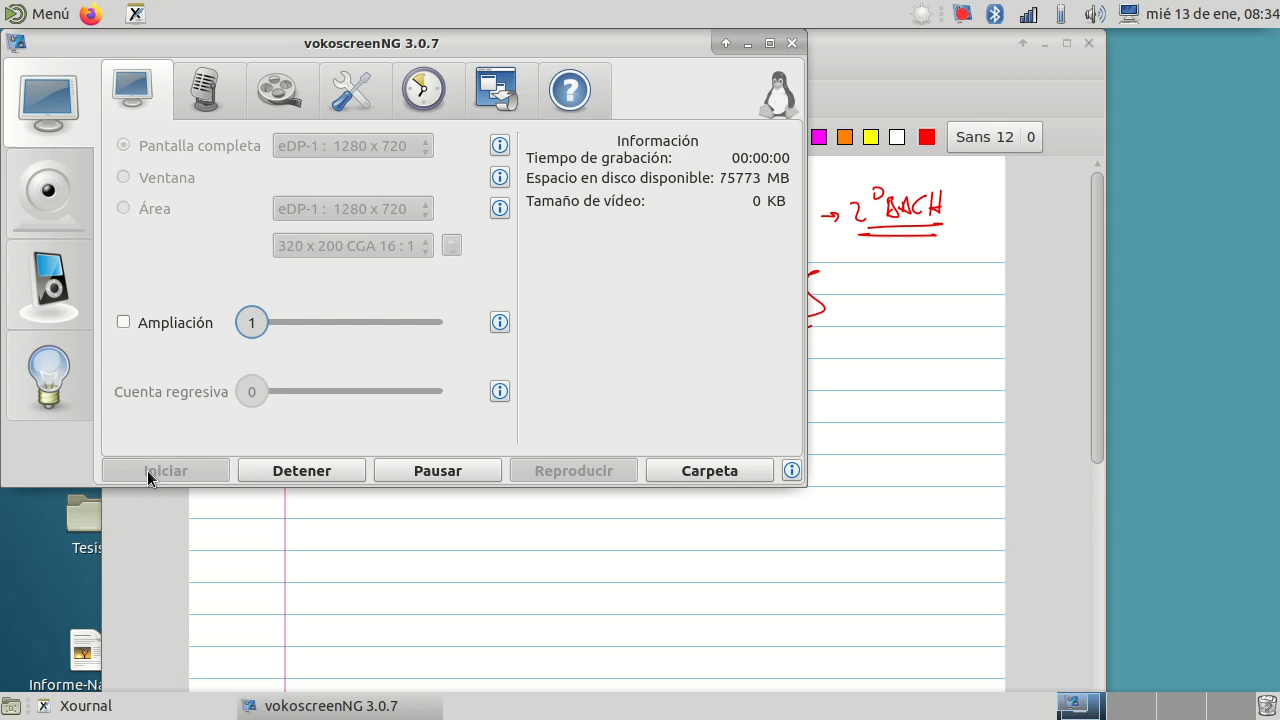 Menú
mié 13 de ene, 08:34
vokoscreenNG 3.0.7
Pantalla completa
eDP-1 : 1280 x 720
Ventana
Área
eDP-1 : 1280 x 720
320 x 200 CGA 16 : 1
Ampliación
1
Cuenta regresiva
0
Información
Tiempo de grabación: 00:00:00
Espacio en disco disponible: 75773 MB
Tamaño de vídeo: 0 KB
Iniciar
Detener
Pausar
Reproducir
Carpeta
Sans 12 0
→ 2º BACH
Tesis
Informe-Na
Xournal
vokoscreenNG 3.0.7